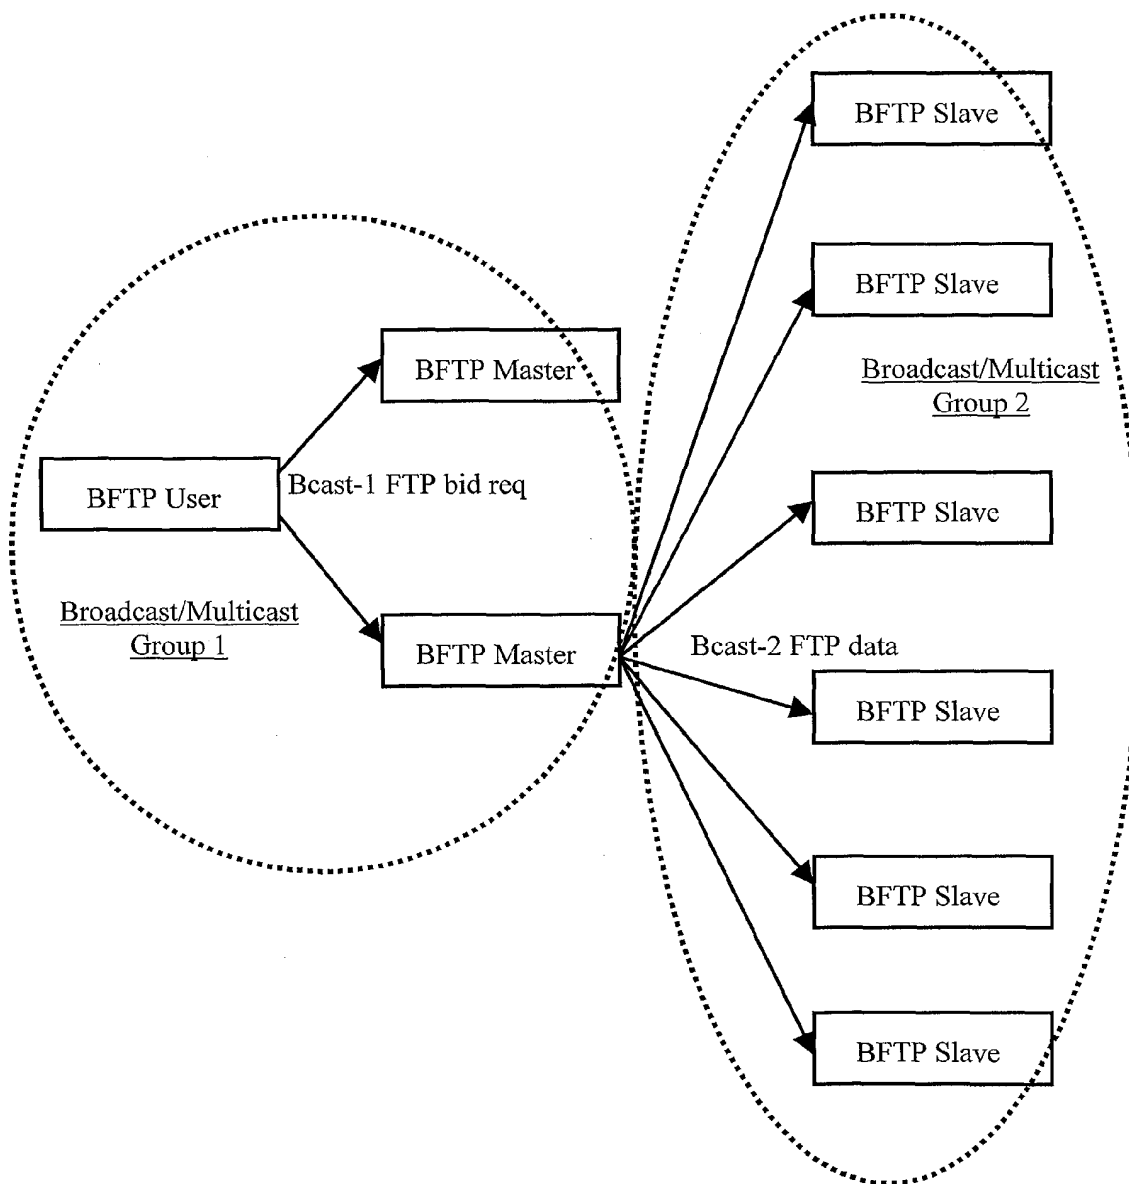 BFTP Slave
BFTP Slave
Broadcast/Multicast
Group 2
BFTP Master
BFTP User
Bcast-1 FTP bid req
BFTP Slave
Broadcast/Multicast
Group 1
BFTP Master
Bcast-2 FTP data
BFTP Slave
BFTP Slave
BFTP Slave